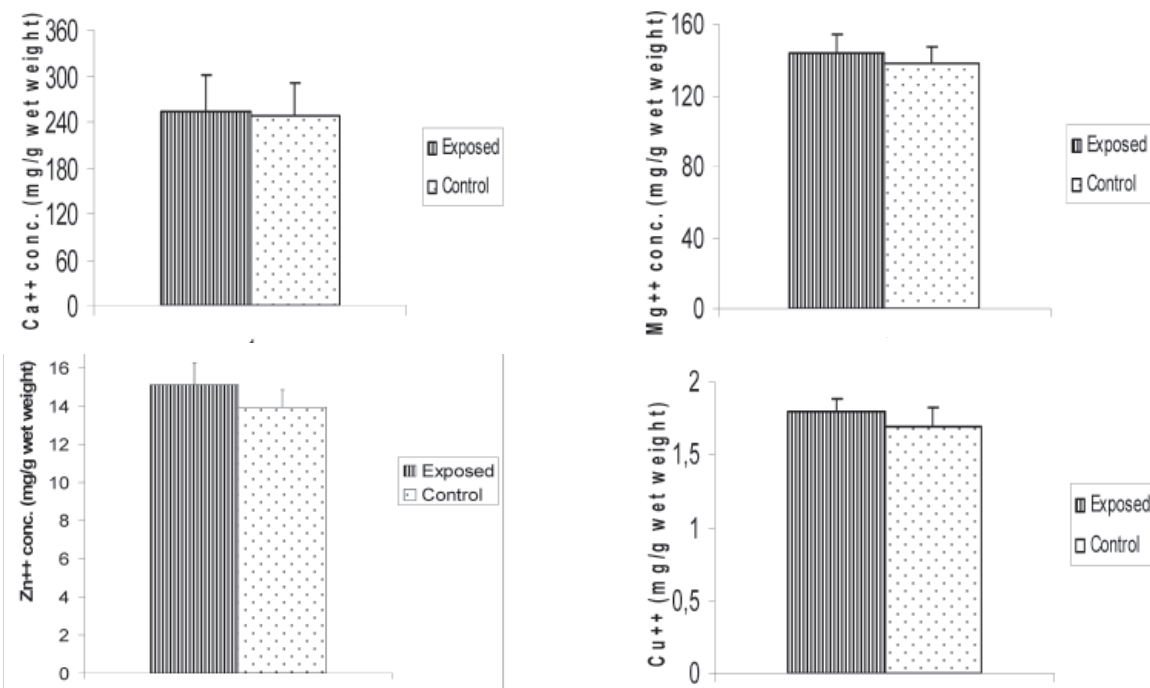 Ca++ conc. (mg/g wet weight)
360
300
240
180
120
60
0
Exposed
Control
Mg++ conc. (mg/g wet weight)
160
120
80
40
0
Exposed
Control
Zn++ conc. (mg/g wet weight)
16
14
12
10
8
6
4
2
0
Exposed
Control
Cu++ (mg/g wet weight)
2
1,5
1
0,5
0
Exposed
Control